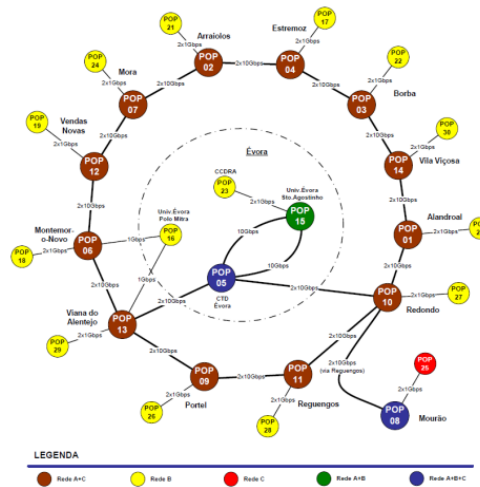 POP 17
Estremoz
POP 21
Arraiolos
2x1Gbps
2x1Gbps
POP 02
2x10Gbps
POP 04
POP 24
Mora
2x1Gbps
2x10Gbps
2x10Gbps
POP 22
Borba
2x1Gbps
POP 07
POP 03
POP 19
Vendas
Novas
2x1Gbps
2x10Gbps
2x10Gbps
POP 30
2x1Gbps
Vila Viçosa
POP 12
POP 14
Évora
CCDRA
POP 23
2x1Gbps
Univ.Évora
Sto.Agostinho
POP 15
2x10Gbps
2x10Gbps
Alandroal
Montemor-
o-Novo
Univ.Évora
Polo Mitra
POP 16
1Gbps
10Gbps
10Gbps
POP 01
2x1Gbps
POP 06
2x1Gbps
POP 18
2x10Gbps
1Gbps
POP 05
CTD
Évora
2x10Gbps
2x10Gbps
2x10Gbps
POP 10
2x1Gbps
POP 27
Redondo
Viana do
Alentejo
POP 13
2x1Gbps
POP 29
2x10Gbps
2x10Gbps
2x10Gbps
(via Reguengos)
POP 09
2x10Gbps
POP 11
POP 25
2x1Gbps
POP 26
2x1Gbps
Portel
2x1Gbps
POP 28
Reguengos
POP 08
Mourão
LEGENDA
Rede A+C
Rede B
Rede C
Rede A+B
Rede A+B+C